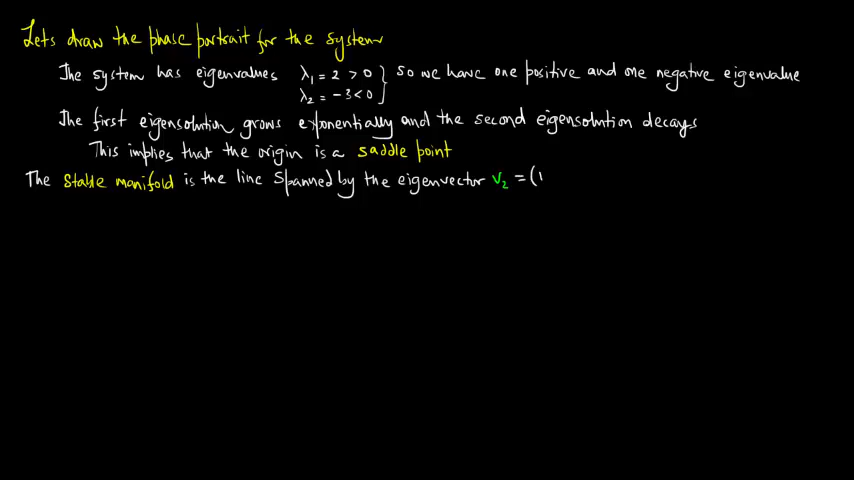 Lets draw the phase portrait for the system
The system has eigenvalues λ₁ = 2 > 0 } so we have one positive and one negative eigenvalue
λ₂ = -3 < 0
The first eigensolution grows exponentially and the second eigensolution decays
This implies that the origin is a saddle point
The stable manifold is the line spanned by the eigenvector v₂ = (1